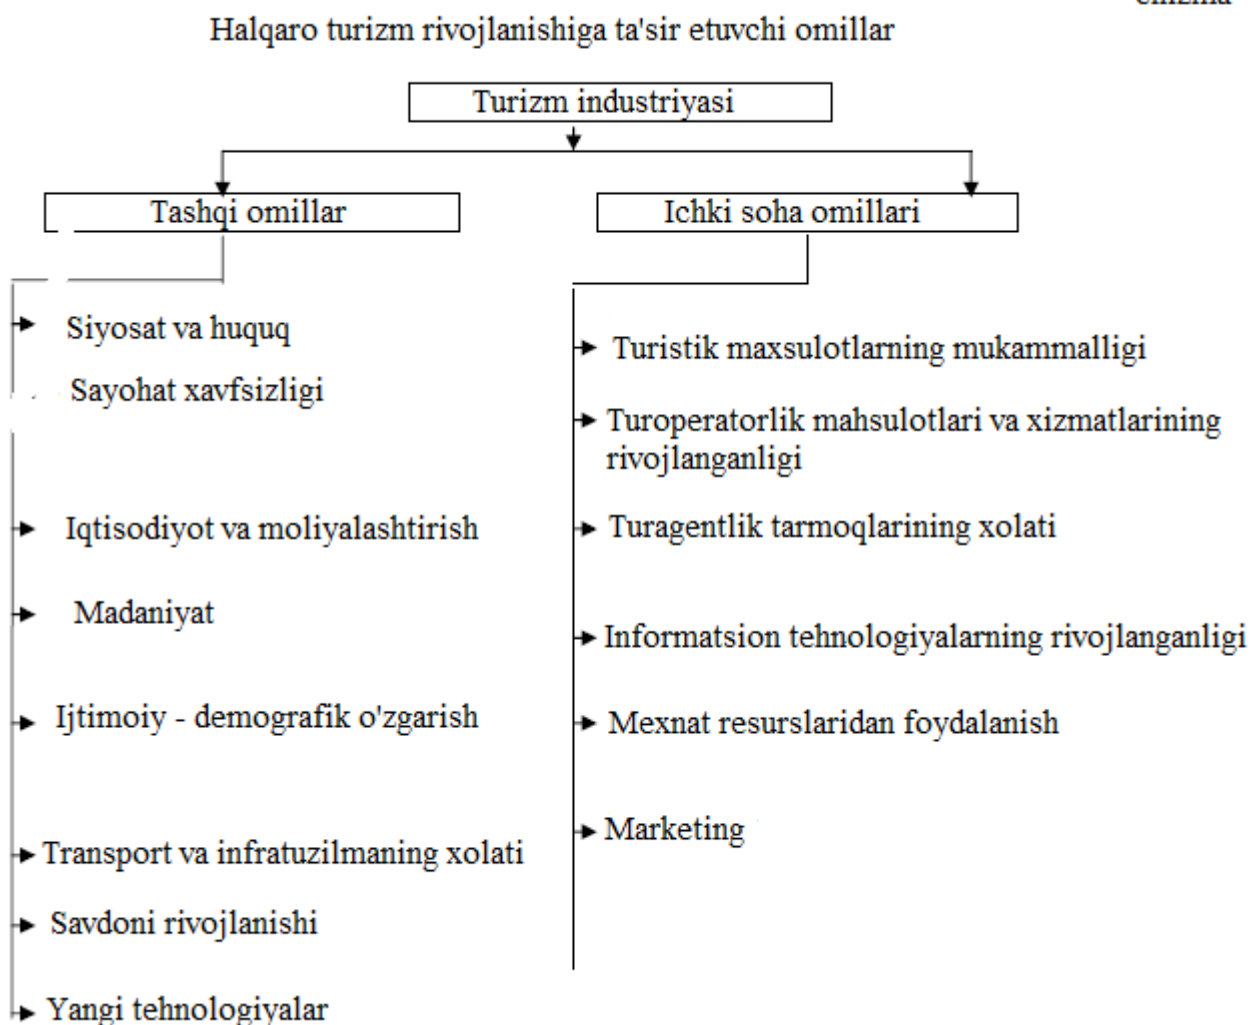 Halqaro turizm rivojlanishiga ta'sir etuvchi omillar
Turizm industriyasi
Tashqi omillar
Siyosat va huquq
Sayohat xavfsizligi
Iqtisodiyot va moliyalashtirish
Madaniyat
Ijtimoiy - demografik o'zgarish
Transport va infratuzilmaning xolati
Savdoni rivojlanishi
Yangi tehnologiyalar
Ichki soha omillari
Turistik maxsulotlarning mukammalligi
Turoperatorlik mahsulotlari va xizmatlarining
rivojlanganligi
Turagentlik tarmoqlarining xolati
Informatsion tehnologiyalarning rivojlanganligi
Mexnat resurslaridan foydalanish
Marketing